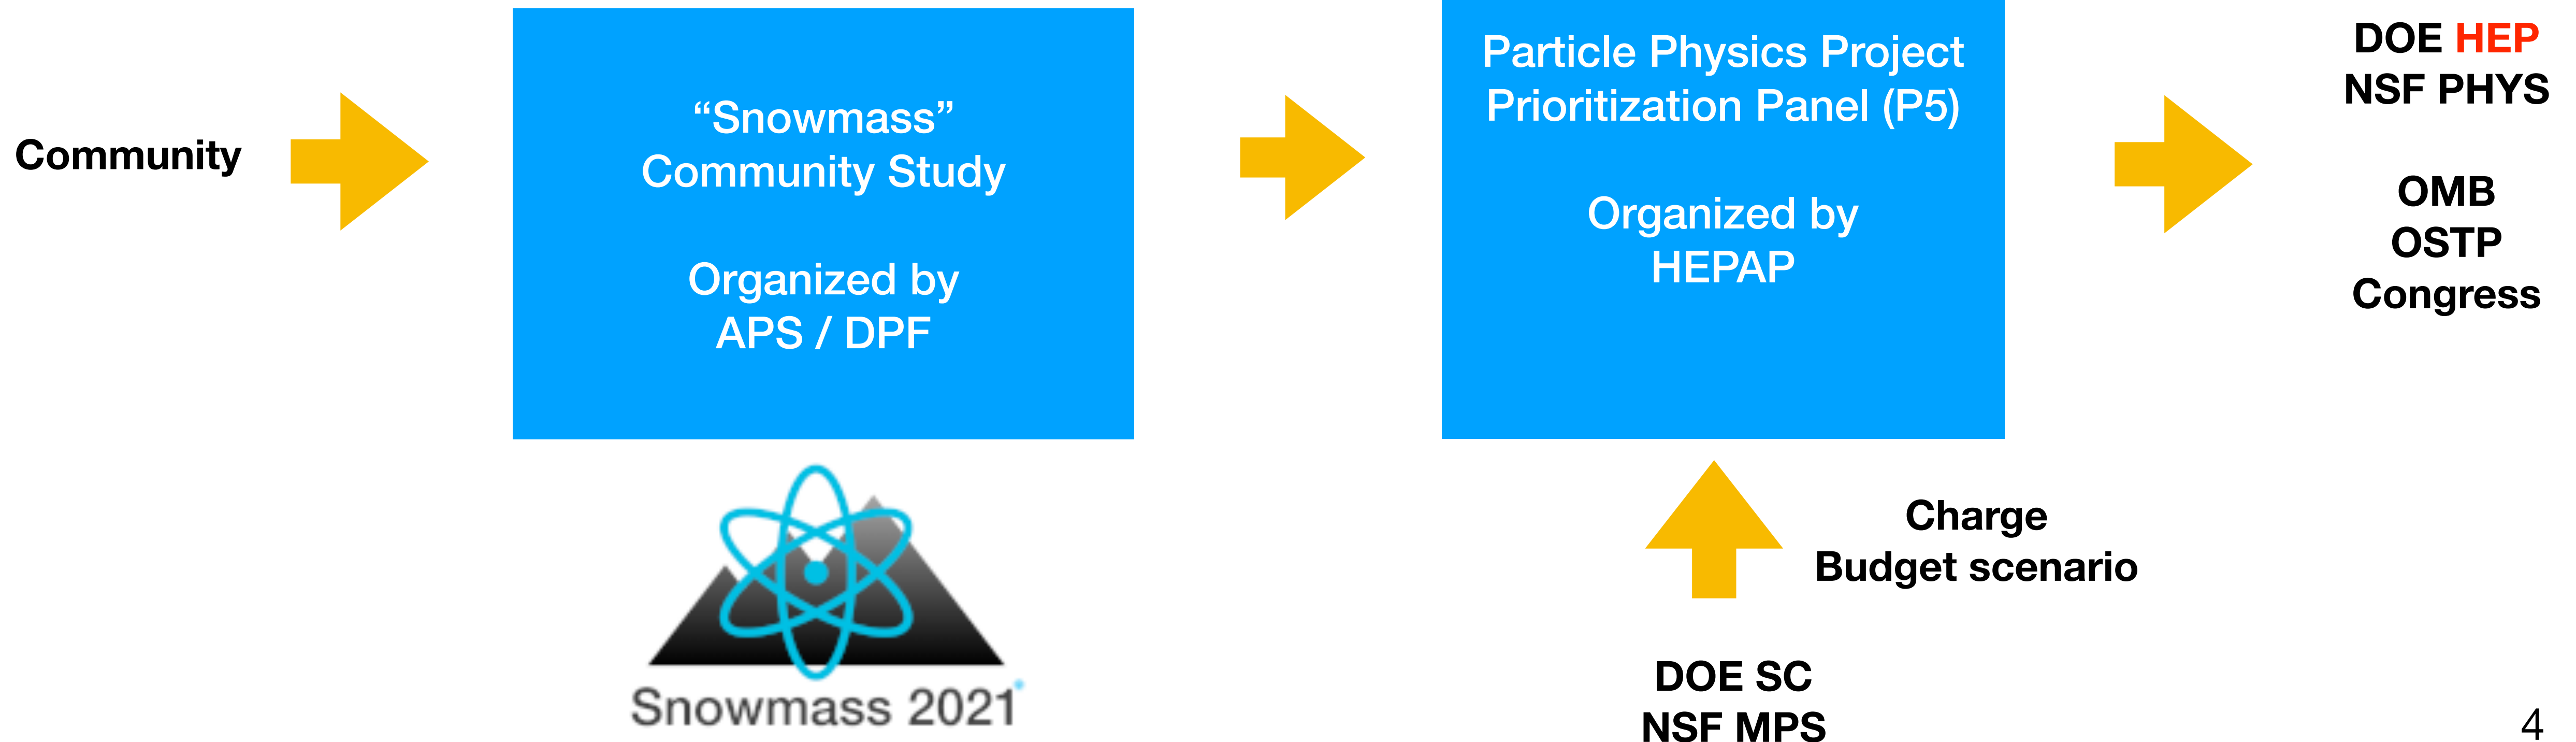 Community
“Snowmass”
Community Study
Organized by
APS / DPF
Snowmass 2021
Particle Physics Project
Prioritization Panel (P5)
Organized by
HEPAP
Charge
Budget scenario
DOE SC
NSF MPS
DOE HEP
NSF PHYS
OMB
OSTP
Congress
4